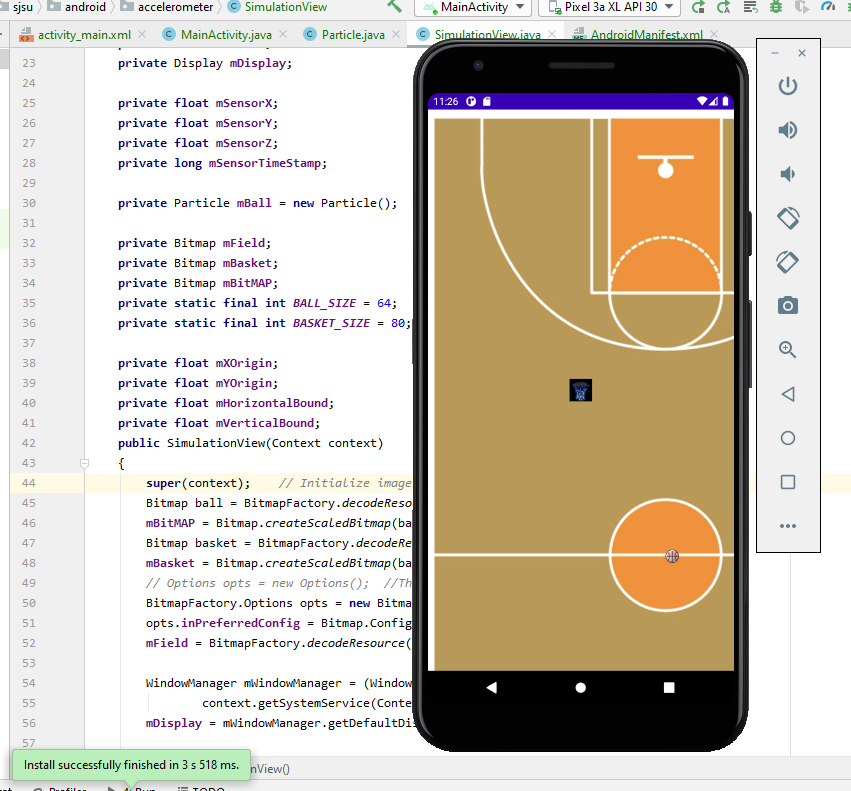 sjsu android accelerometer SimulationView MainActivity Pixel 3a XL API 30
activity_main.xml MainActivity.java Particle.java SimulationView.java AndroidManifest.xml
23 private Display mDisplay;
24
25 private float mSensorX;
26 private float mSensorY;
27 private float mSensorZ;
28 private long mSensorTimeStamp;
29
30 private Particle mBall = new Particle();
31
32 private Bitmap mField;
33 private Bitmap mBasket;
34 private Bitmap mBitMAP;
35 private static final int BALL_SIZE = 64;
36 private static final int BASKET_SIZE = 80;
37
38 private float mXOrigin;
39 private float mYOrigin;
40 private float mHorizontalBound;
41 private float mVerticalBound;
42 public SimulationView(Context context)
43 {
44 super(context); // Initialize image
45 Bitmap ball = BitmapFactory.decodeReso
46 mBitMAP = Bitmap.createScaledBitmap(ba
47 Bitmap basket = BitmapFactory.decodeRe
48 mBasket = Bitmap.createScaledBitmap(ba
49 // Options opts = new Options(); //Th
50 BitmapFactory.Options opts = new Bitma
51 opts.inPreferredConfig = Bitmap.Config
52 mField = BitmapFactory.decodeResource(
53
54 WindowManager mWindowManager = (Window
55 context.getSystemService(Conte
56 mDisplay = mWindowManager.getDefaultDis
57
11:26
Install successfully finished in 3 s 518 ms.
nView()
Profiler 4: Run TODO